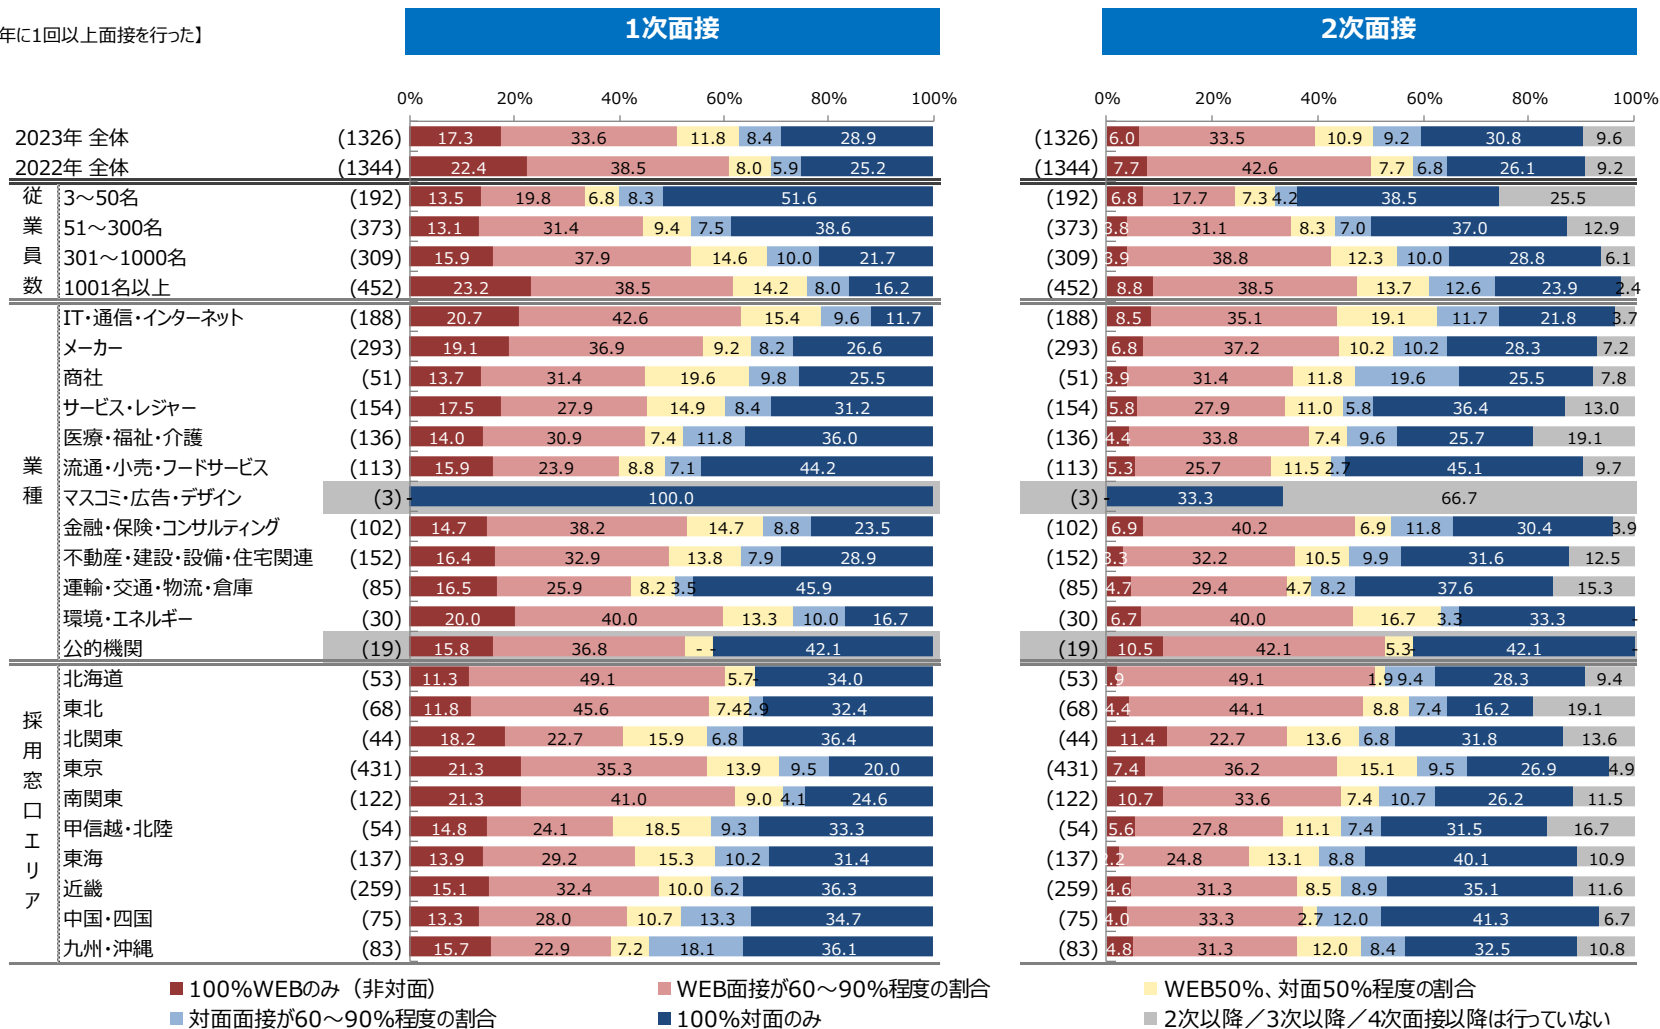 年に1回以上面接を行った】
1次面接
2次面接
0% 20% 40% 60% 80% 100%
0% 20% 40% 60% 80% 100%
2023年 全体 (1326) 17.3 33.6 11.8 8.4 28.9 (1326) 6.0 33.5 10.9 9.2 30.8 9.6
2022年 全体 (1344) 22.4 38.5 8.0 5.9 25.2 (1344) 7.7 42.6 7.7 6.8 26.1 9.2
従業員数
3～50名 (192) 13.5 19.8 6.8 8.3 51.6 (192) 6.8 17.7 7.3 4.2 38.5 25.5
51～300名 (373) 13.1 31.4 9.4 7.5 38.6 (373) 3.8 31.1 8.3 7.0 37.0 12.9
301～1000名 (309) 15.9 37.9 14.6 10.0 21.7 (309) 3.9 38.8 12.3 10.0 28.8 6.1
1001名以上 (452) 23.2 38.5 14.2 8.0 16.2 (452) 8.8 38.5 13.7 12.6 23.9 2.4
業種
IT・通信・インターネット (188) 20.7 42.6 15.4 9.6 11.7 (188) 8.5 35.1 19.1 11.7 21.8 3.7
メーカー (293) 19.1 36.9 9.2 8.2 26.6 (293) 6.8 37.2 10.2 10.2 28.3 7.2
商社 (51) 13.7 31.4 19.6 9.8 25.5 (51) 3.9 31.4 11.8 19.6 25.5 7.8
サービス・レジャー (154) 17.5 27.9 14.9 8.4 31.2 (154) 5.8 27.9 11.0 5.8 36.4 13.0
医療・福祉・介護 (136) 14.0 30.9 7.4 11.8 36.0 (136) 4.4 33.8 7.4 9.6 25.7 19.1
流通・小売・フードサービス (113) 15.9 23.9 8.8 7.1 44.2 (113) 5.3 25.7 11.5 2.7 45.1 9.7
マスコミ・広告・デザイン (3) - 100.0 (3) - 33.3 66.7
金融・保険・コンサルティング (102) 14.7 38.2 14.7 8.8 23.5 (102) 6.9 40.2 6.9 11.8 30.4 3.9
不動産・建設・設備・住宅関連 (152) 16.4 32.9 13.8 7.9 28.9 (152) 3.3 32.2 10.5 9.9 31.6 12.5
運輸・交通・物流・倉庫 (85) 16.5 25.9 8.2 3.5 45.9 (85) 4.7 29.4 4.7 8.2 37.6 15.3
環境・エネルギー (30) 20.0 40.0 13.3 10.0 16.7 (30) 6.7 40.0 16.7 3.3 33.3 -
公的機関 (19) 15.8 36.8 - - 42.1 (19) 10.5 42.1 5.3 - 42.1 -
採用窓口エリア
北海道 (53) 11.3 49.1 5.7 - 34.0 (53) .9 49.1 1.9 9.4 28.3 9.4
東北 (68) 11.8 45.6 7.4 2.9 32.4 (68) 4.4 44.1 8.8 7.4 16.2 19.1
北関東 (44) 18.2 22.7 15.9 6.8 36.4 (44) 11.4 22.7 13.6 6.8 31.8 13.6
東京 (431) 21.3 35.3 13.9 9.5 20.0 (431) 7.4 36.2 15.1 9.5 26.9 4.9
南関東 (122) 21.3 41.0 9.0 4.1 24.6 (122) 10.7 33.6 7.4 10.7 26.2 11.5
甲信越・北陸 (54) 14.8 24.1 18.5 9.3 33.3 (54) 5.6 27.8 11.1 7.4 31.5 16.7
東海 (137) 13.9 29.2 15.3 10.2 31.4 (137) 2.2 24.8 13.1 8.8 40.1 10.9
近畿 (259) 15.1 32.4 10.0 6.2 36.3 (259) 4.6 31.3 8.5 8.9 35.1 11.6
中国・四国 (75) 13.3 28.0 10.7 13.3 34.7 (75) 4.0 33.3 2.7 12.0 41.3 6.7
九州・沖縄 (83) 15.7 22.9 7.2 18.1 36.1 (83) 4.8 31.3 12.0 8.4 32.5 10.8
100%WEBのみ（非対面） WEB面接が60～90%程度の割合 WEB50%、対面50%程度の割合
対面面接が60～90%程度の割合 100%対面のみ 2次以降／3次以降／4次面接以降は行っていない